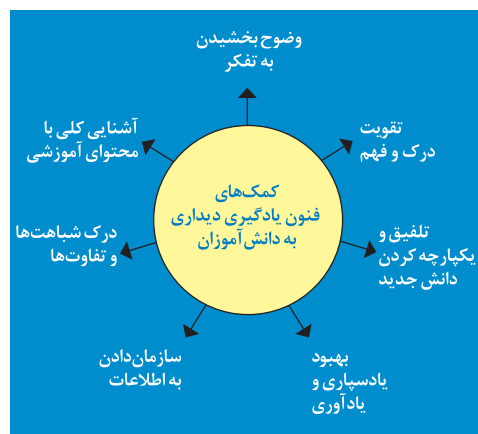 وضوح بخشیدن
به تفکر
تقویت
درک و فهم
تلفیق و
یکپارچه کردن
دانش جدید
بهبود
یادسپاری و
یادآوری
سازمان‌دادن
به اطلاعات
درک شباهت‌ها
و تفاوت‌ها
آشنایی کلی با
محتوای آموزشی
کمک‌های
فنون یادگیری دیداری
به دانش‌آموزان